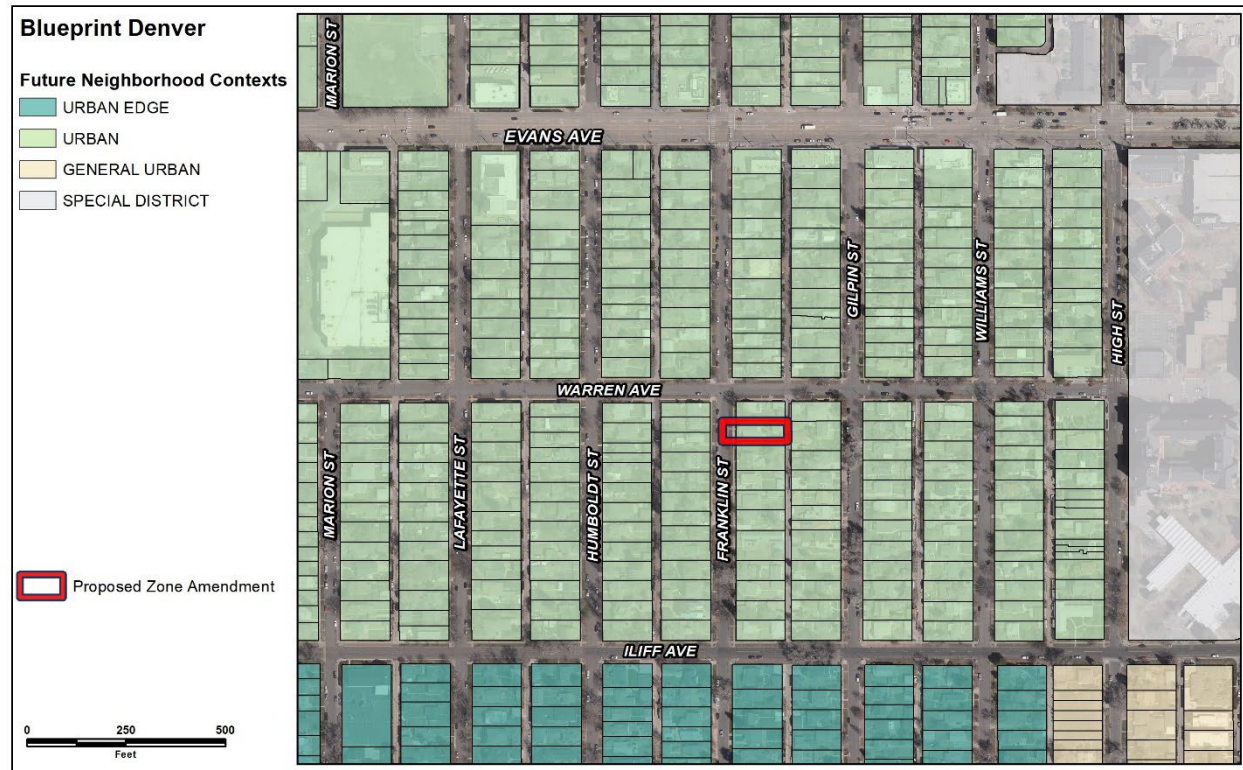 Blueprint Denver
Future Neighborhood Contexts
URBAN EDGE
URBAN
GENERAL URBAN
SPECIAL DISTRICT
Proposed Zone Amendment
0 250 500
Feet
MARION ST
EVANS AVE
GILPIN ST
WILLIAMS ST
HIGH ST
WARREN AVE
MARION ST
LAFAYETTE ST
HUMBOLDT ST
FRANKLIN ST
ILIFF AVE